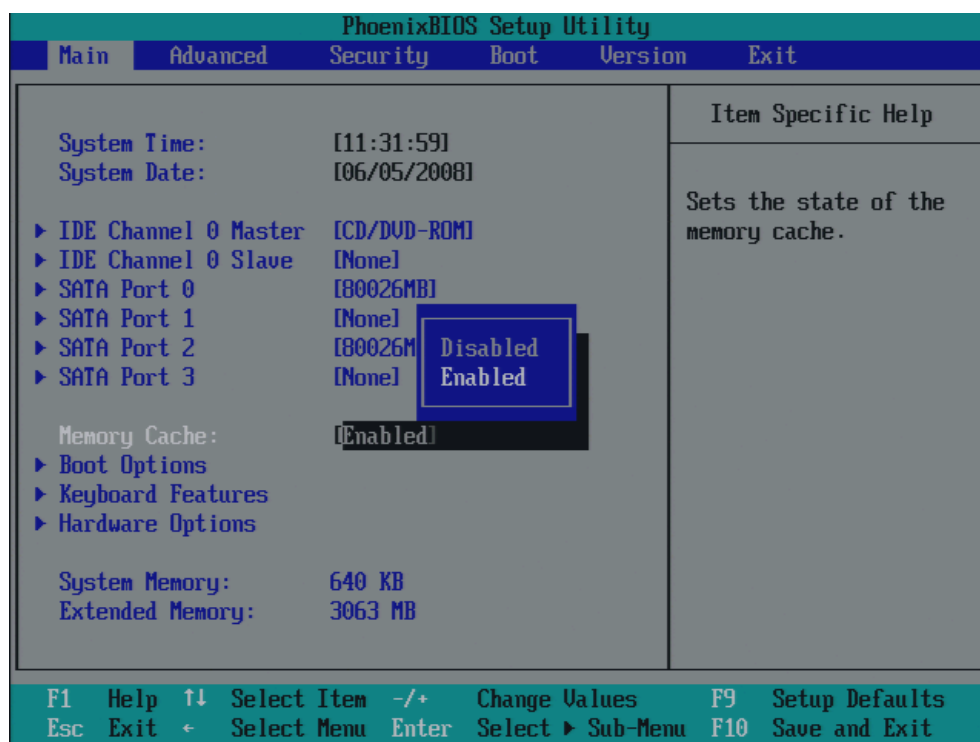 PhoenixBIOS Setup Utility
Main Advanced Security Boot Version Exit
Item Specific Help
System Time: [11:31:59]
System Date: [06/05/2008]
Sets the state of the
memory cache.
IDE Channel 0 Master [CD/DVD-ROM]
IDE Channel 0 Slave [None]
SATA Port 0 [80026MB]
SATA Port 1 [None]
SATA Port 2 [80026M
SATA Port 3 [None]
Disabled
Enabled
Memory Cache: [Enabled]
Boot Options
Keyboard Features
Hardware Options
System Memory: 640 KB
Extended Memory: 3063 MB
F1 Help ↑↓ Select Item -/+ Change Values F9 Setup Defaults
Esc Exit ← Select Menu Enter Select ▶ Sub-Menu F10 Save and Exit